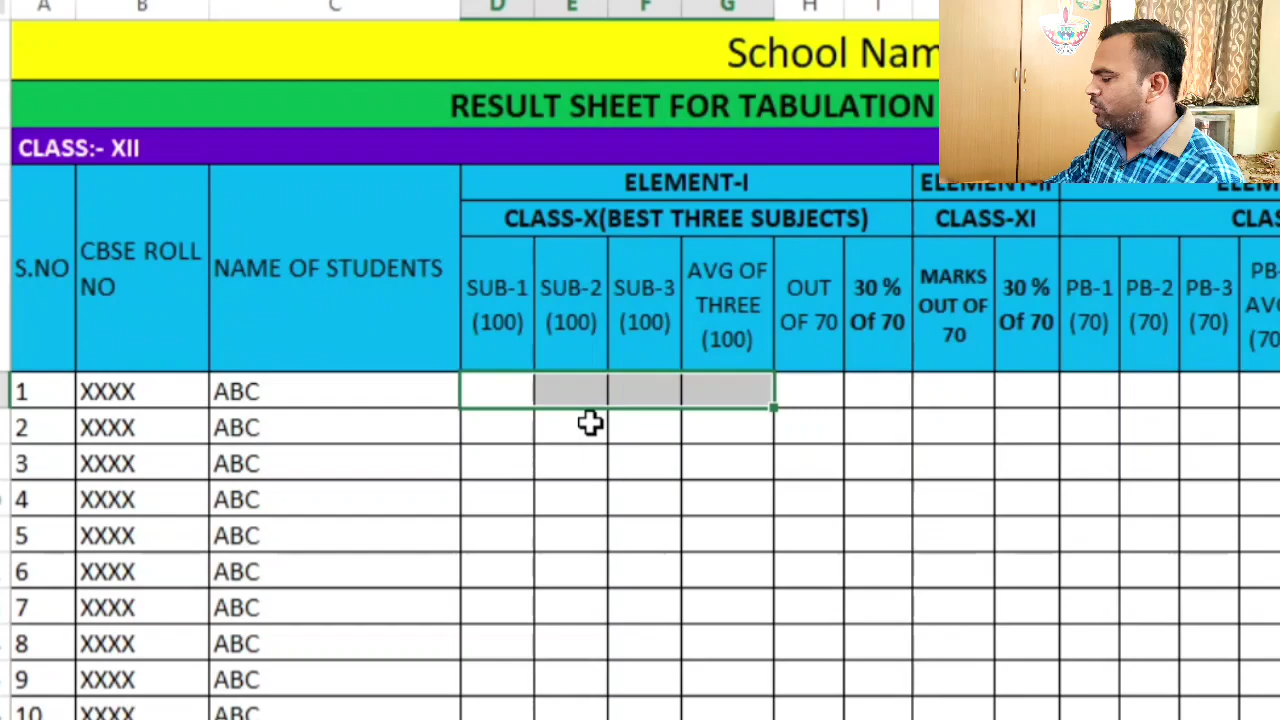 A B C D E F G H I
School Nam
RESULT SHEET FOR TABULATION
CLASS:- XII
ELEMENT-I
CLASS-X(BEST THREE SUBJECTS)
CLASS-XI
S.NO
CBSE ROLL
NO
NAME OF STUDENTS
SUB-1
(100)
SUB-2
(100)
SUB-3
(100)
AVG OF
THREE
(100)
OUT
OF 70
30 %
Of 70
MARKS
OUT OF
70
30 %
Of 70
PB-1
(70)
PB-2
(70)
PB-3
(70)
1 XXXX ABC
2 XXXX ABC
3 XXXX ABC
4 XXXX ABC
5 XXXX ABC
6 XXXX ABC
7 XXXX ABC
8 XXXX ABC
9 XXXX ABC
10 XXXX ABC